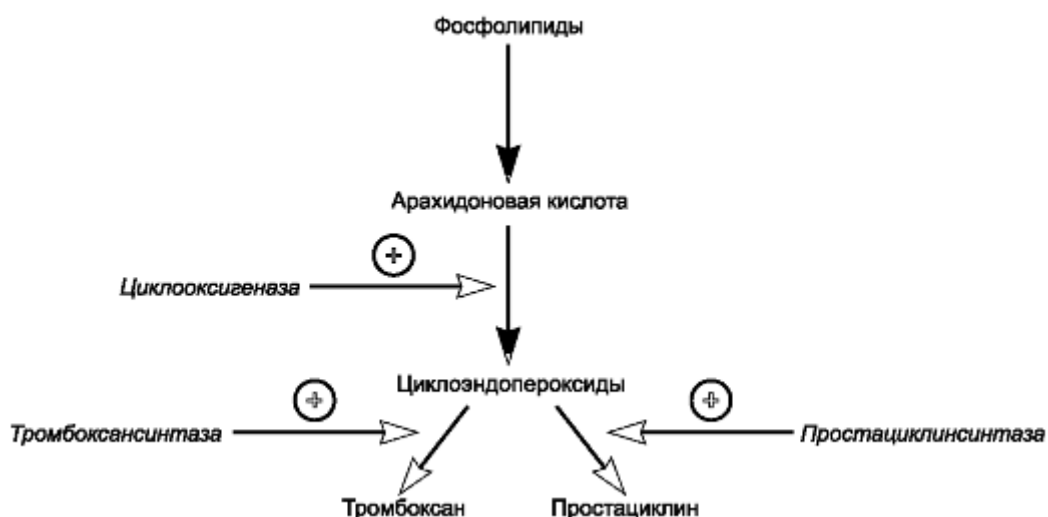 Фосфолипиды
Арахидоновая кислота
Циклооксигеназа
Циклоэндопероксиды
Тромбоксансинтаза
Простациклинсинтаза
Тромбоксан
Простациклин